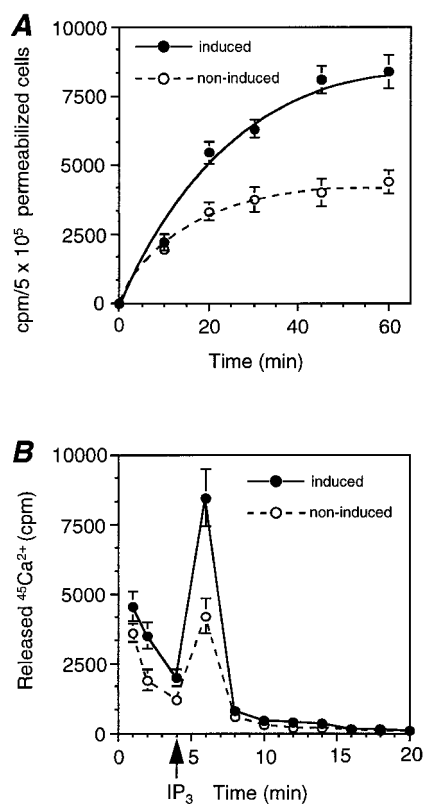 A
10000
7500
5000
2500
0
cpm/5 x 10⁵ permeabilized cells
induced
non-induced
0 20 40 60
Time (min)
B
10000
7500
5000
2500
0
Released ⁴⁵Ca²⁺ (cpm)
induced
non-induced
0 5 10 15 20
IP₃ Time (min)